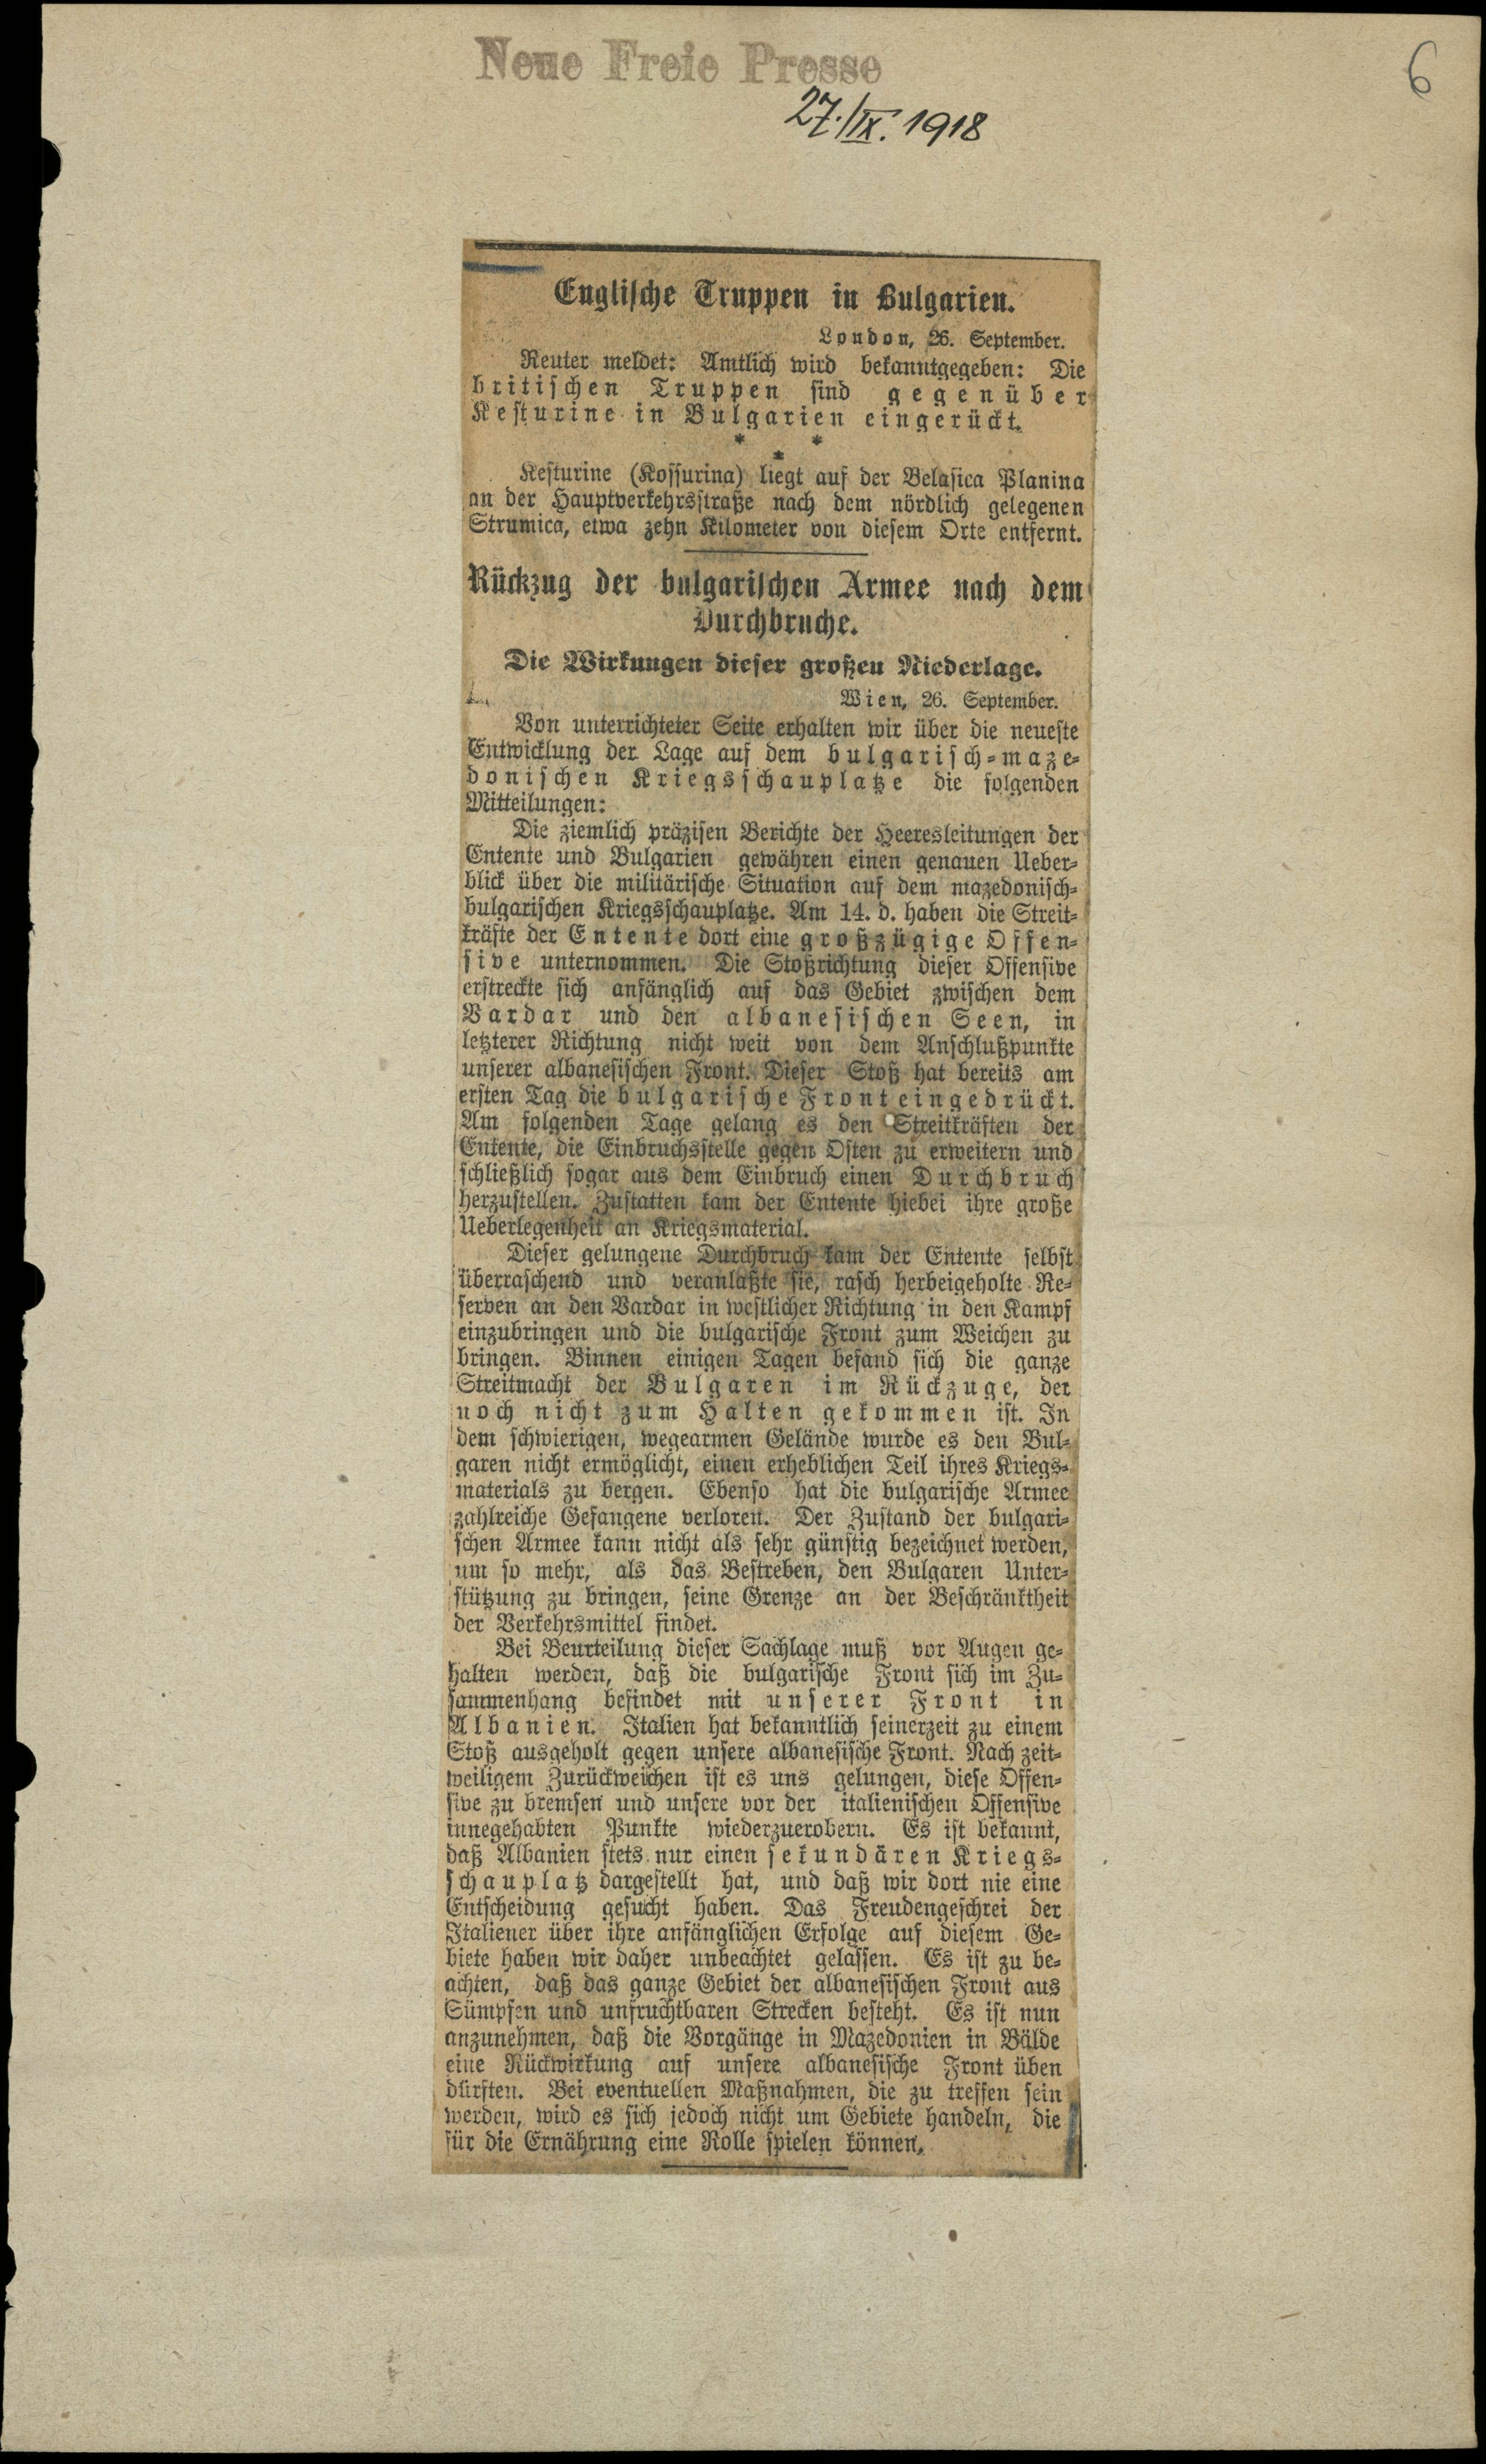 Neue Freie Presse
6
27./IX. 1918
Englische Truppen in Bulgarien.
London, 26. September.
Reuter meldet: Amtlich wird bekanntgegeben: Die
britischen Truppen sind gegenüber
Kesturine in Bulgarien eingerückt.
* *
*
Kesturine (Kossurina) liegt auf der Belasica Planina
an der Hauptverkehrsstraße nach dem nördlich gelegenen
Strumica, etwa zehn Kilometer von diesem Orte entfernt.
Rückzug der bulgarischen Armee nach dem
Durchbruche.
Die Wirkungen dieser großen Niederlage.
Wien, 26. September.
Von unterrichteter Seite erhalten wir über die neueste
Entwicklung der Lage auf dem bulgarisch-maze-
donischen Kriegsschauplatze die folgenden
Mitteilungen:
Die ziemlich präzisen Berichte der Heeresleitungen der
Entente und Bulgarien gewähren einen genauen Ueber-
blick über die militärische Situation auf dem mazedonisch-
bulgarischen Kriegsschauplatze. Am 14. d. haben die Streit-
kräfte der Entente dort eine großzügige Offen-
sive unternommen. Die Stoßrichtung dieser Offensive
erstreckte sich anfänglich auf das Gebiet zwischen dem
Vardar und den albanesischen Seen, in
letzterer Richtung nicht weit von dem Anschlußpunkte
unserer albanesischen Front. Dieser Stoß hat bereits am
ersten Tag die bulgarische Front eingedrückt.
Am folgenden Tage gelang es den Streitkräften der
Entente, die Einbruchsstelle gegen Osten zu erweitern und
schließlich sogar aus dem Einbruch einen Durchbruch
herzustellen. Zustatten kam der Entente hiebei ihre große
Ueberlegenheit an Kriegsmaterial.
Dieser gelungene Durchbruch kam der Entente selbst
überraschend und veranlaßte sie, rasch herbeigeholte Re-
serven an den Vardar in westlicher Richtung in den Kampf
einzubringen und die bulgarische Front zum Weichen zu
bringen. Binnen einigen Tagen befand sich die ganze
Streitmacht der Bulgaren im Rückzuge, der
noch nicht zum Halten gekommen ist. In
dem schwierigen, wegearmen Gelände wurde es den Bul-
garen nicht ermöglicht, einen erheblichen Teil ihres Kriegs-
materials zu bergen. Ebenso hat die bulgarische Armee
zahlreiche Gefangene verloren. Der Zustand der bulgari-
schen Armee kann nicht als sehr günstig bezeichnet werden,
um so mehr, als das Bestreben, den Bulgaren Unter-
stützung zu bringen, seine Grenze an der Beschränktheit
der Verkehrsmittel findet.
Bei Beurteilung dieser Sachlage muß vor Augen ge-
halten werden, daß die bulgarische Front sich im Zu-
sammenhang befindet mit unserer Front in
Albanien. Italien hat bekanntlich seinerzeit zu einem
Stoß ausgeholt gegen unsere albanesische Front. Nach zeit-
weiligem Zurückweichen ist es uns gelungen, diese Offen-
sive zu bremsen und unsere vor der italienischen Offensive
innegehabten Punkte wiederzuerobern. Es ist bekannt,
daß Albanien stets nur einen sekundären Kriegs-
schauplatz dargestellt hat, und daß wir dort nie eine
Entscheidung gesucht haben. Das Freudengeschrei der
Italiener über ihre anfänglichen Erfolge auf diesem Ge-
biete haben wir daher unbeachtet gelassen. Es ist zu be-
achten, daß das ganze Gebiet der albanesischen Front aus
Sümpfen und unfruchtbaren Strecken besteht. Es ist nun
anzunehmen, daß die Vorgänge in Mazedonien in Bälde
eine Rückwirkung auf unsere albanesische Front üben
dürften. Bei eventuellen Maßnahmen, die zu treffen sein
werden, wird es sich jedoch nicht um Gebiete handeln, die
für die Ernährung eine Rolle spielen können.